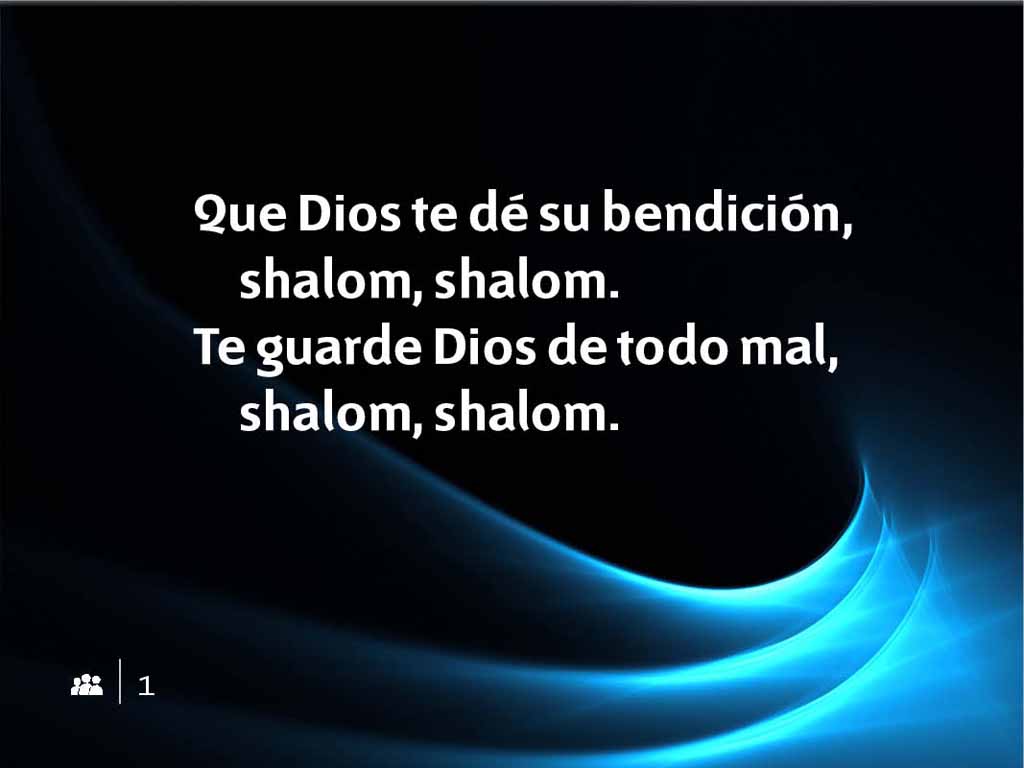 Que Dios te dé su bendición,
shalom, shalom.
Te guarde Dios de todo mal,
shalom, shalom.
1